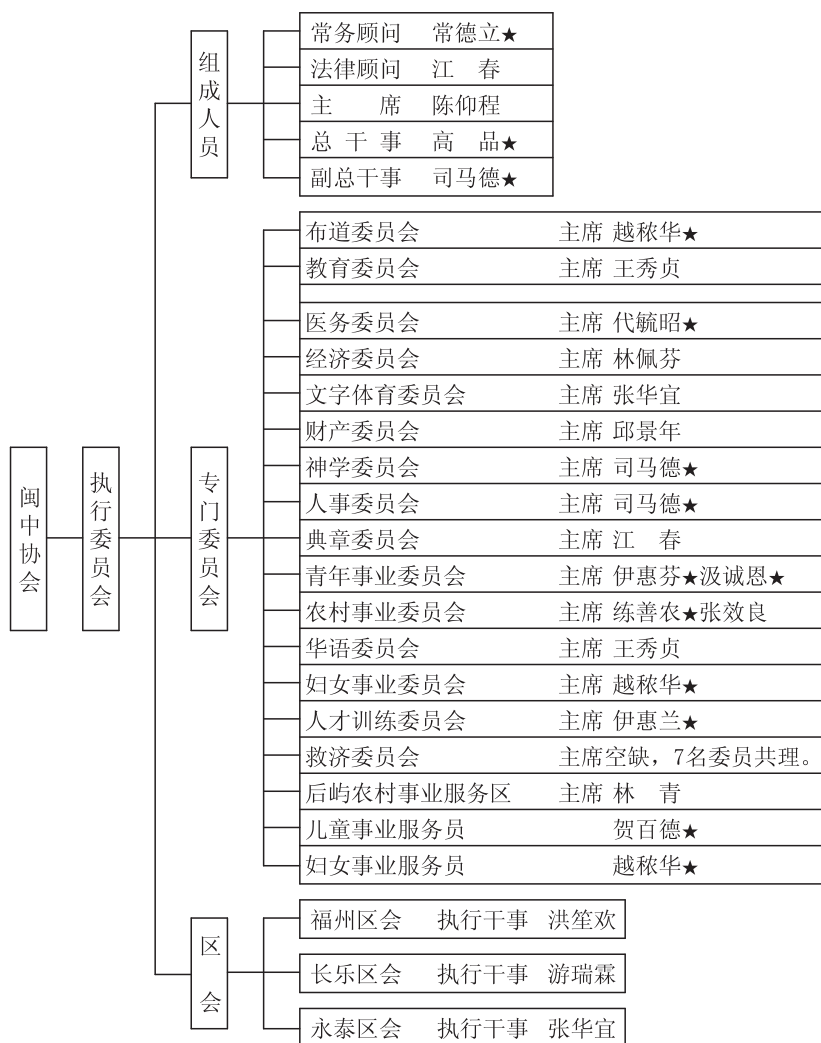 闽中协会
执行委员会
组成人员
常务顾问 常德立★
法律顾问 江 春
主 席 陈仰程
总 干 事 高 品★
副总干事 司马德★
专门委员会
布道委员会 主席 越秾华★
教育委员会 主席 王秀贞
医务委员会 主席 代毓昭★
经济委员会 主席 林佩芬
文字体育委员会 主席 张华宜
财产委员会 主席 邱景年
神学委员会 主席 司马德★
人事委员会 主席 司马德★
典章委员会 主席 江 春
青年事业委员会 主席 伊惠芬★汲诚恩★
农村事业委员会 主席 练善农★张效良
华语委员会 主席 王秀贞
妇女事业委员会 主席 越秾华★
人才训练委员会 主席 伊惠兰★
救济委员会 主席空缺，7名委员共理。
后屿农村事业服务区 主席 林 青
儿童事业服务员 贺百德★
妇女事业服务员 越秾华★
区会
福州区会 执行干事 洪笙欢
长乐区会 执行干事 游瑞霖
永泰区会 执行干事 张华宜